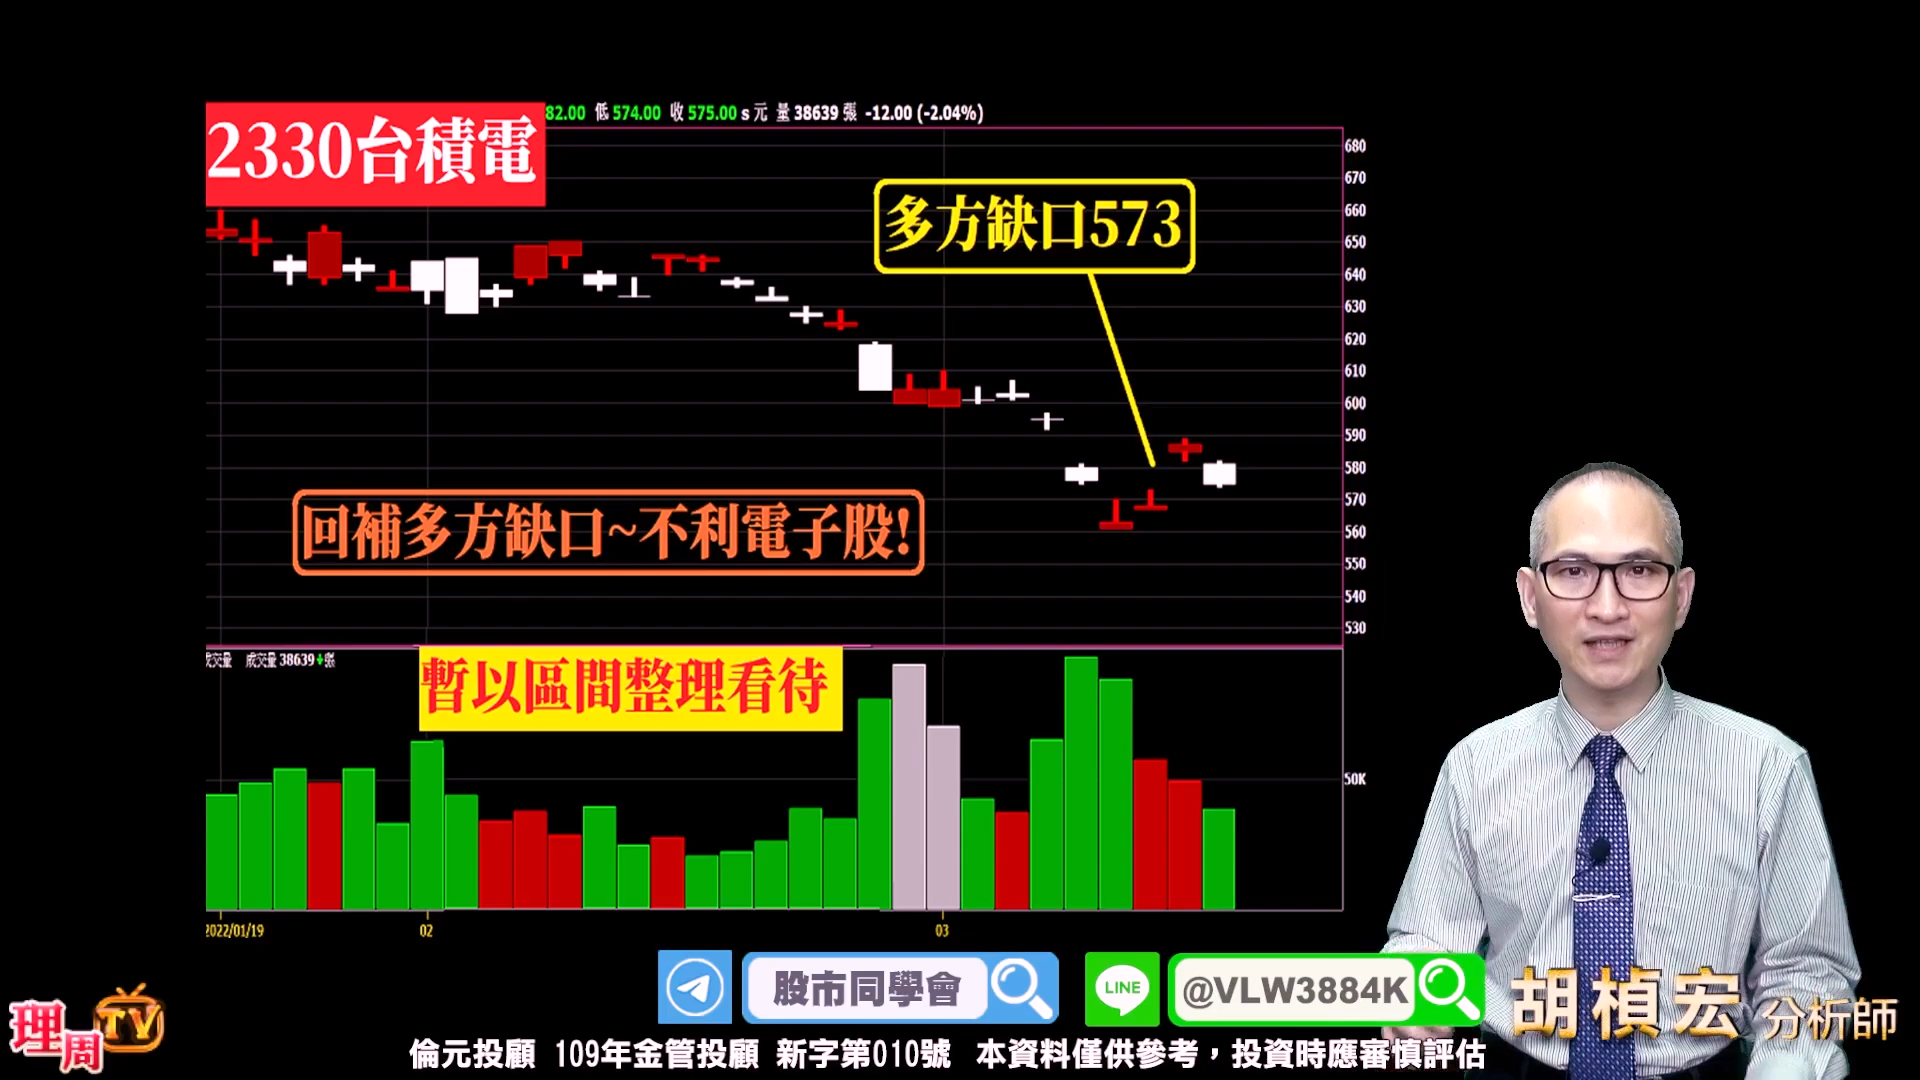 2330台積電
82.00 低 574.00 收 575.00 s 元 量 38639 張 -12.00 (-2.04%)
多方缺口573
680
670
660
650
640
630
620
610
600
590
580
570
560
550
540
530
回補多方缺口~不利電子股!
成交量 成交量 38639↓張
暫以區間整理看待
50K
2022/01/19 02 03
股市同學會
LINE
@VLW3884K
胡楨宏 分析師
理周TV
倫元投顧 109年金管投顧 新字第010號 本資料僅供參考，投資時應審慎評估